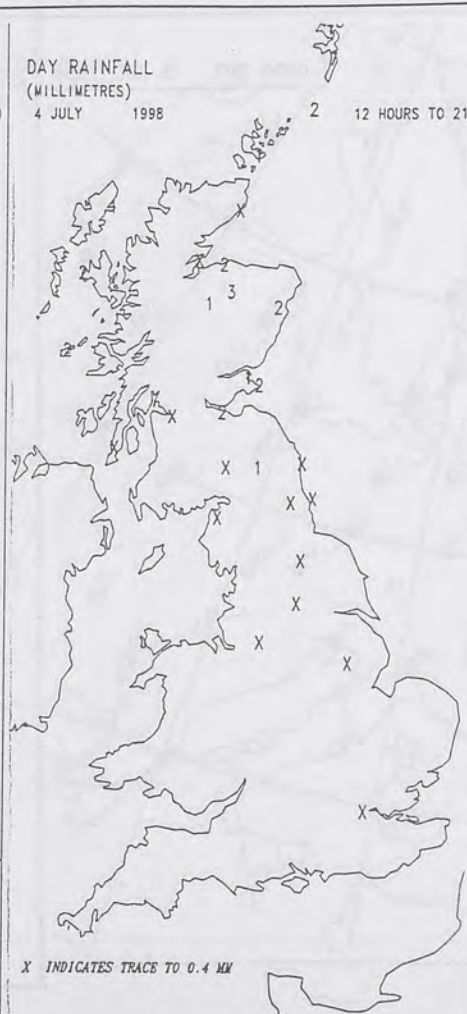 DAY RAINFALL
(MILLIMETRES)
4 JULY 1998 2 12 HOURS TO 21
X
2
3
1 2
2
2
X
X 1 X
X X
X
X
X
X
X
X
X INDICATES TRACE TO 0.4 MM